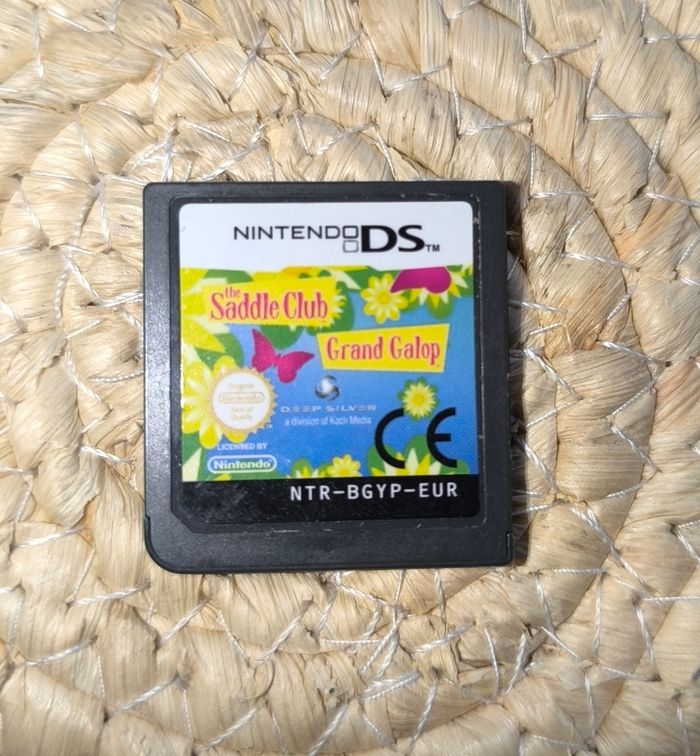 NINTENDO DS™
the
Saddle Club
Grand Galop
Original
Nintendo
Seal of
Quality
DEEP SILVER
a division of Koch Media
CE
LICENSED BY
Nintendo
NTR-BGYP-EUR